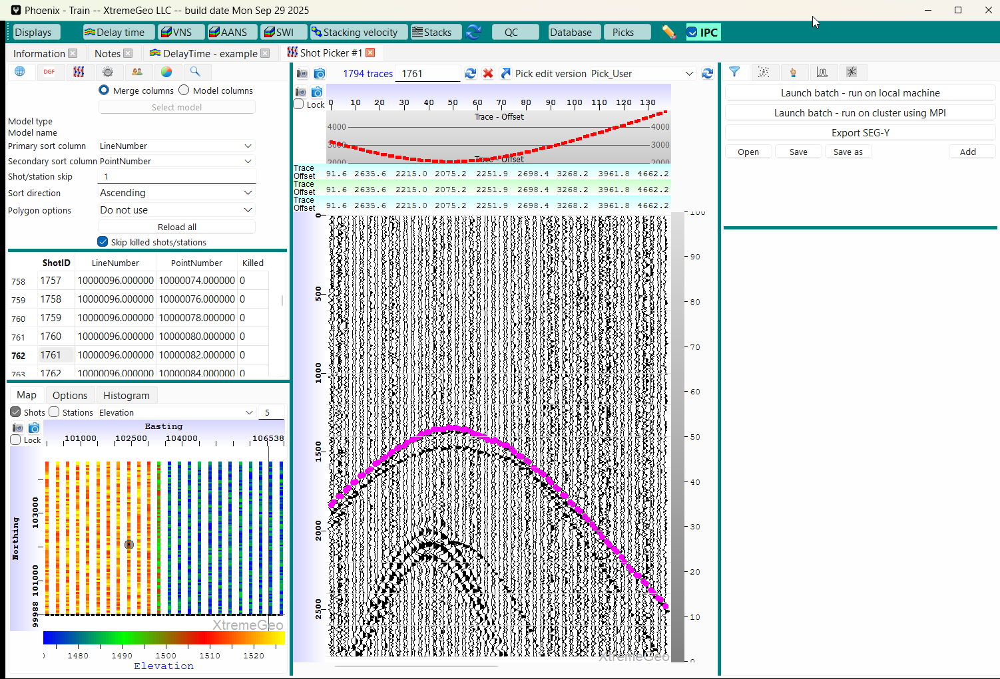 Phoenix - Train -- XtremeGeo LLC -- build date Mon Sep 29 2025
Displays Delay time VNS AANS SWI Stacking velocity Stacks QC Database Picks IPC
Information Notes DelayTime - example Shot Picker #1
DGF
Merge columns Model columns
Select model
Model type
Model name
Primary sort column LineNumber
Secondary sort column PointNumber
Shot/station skip 1
Sort direction Ascending
Polygon options Do not use
Reload all
Skip killed shots/stations
ShotID LineNumber PointNumber Killed
758 1757 10000096.000000 10000074.000000 0
759 1758 10000096.000000 10000076.000000 0
760 1759 10000096.000000 10000078.000000 0
761 1760 10000096.000000 10000080.000000 0
762 1761 10000096.000000 10000082.000000 0
763 1762 10000096.000000 10000084.000000 0
Map Options Histogram
Shots Stations Elevation 5
Lock
Easting
101000 102500 104000 106538
Northing
103000
101000
99988
XtremeGeo
1480 1490 1500 1510 1520
Elevation
1794 traces 1761 Pick edit version Pick_User
Lock
0 10 20 30 40 50 60 70 80 90 100 110 120 130
Trace - Offset
4000 4000
3000 3000
2000 Trace - Offset 2000
Trace
Offset 91.6 2635.6 2215.0 2075.2 2251.9 2698.4 3268.2 3961.8 4662.2
Trace
Offset 91.6 2635.6 2215.0 2075.2 2251.9 2698.4 3268.2 3961.8 4662.2
Trace
Offset 91.6 2635.6 2215.0 2075.2 2251.9 2698.4 3268.2 3961.8 4662.2
0
500
1000
1500
2000
2500
XtremeGeo
100
90
80
70
60
50
40
30
20
10
0
Launch batch - run on local machine
Launch batch - run on cluster using MPI
Export SEG-Y
Open Save Save as Add